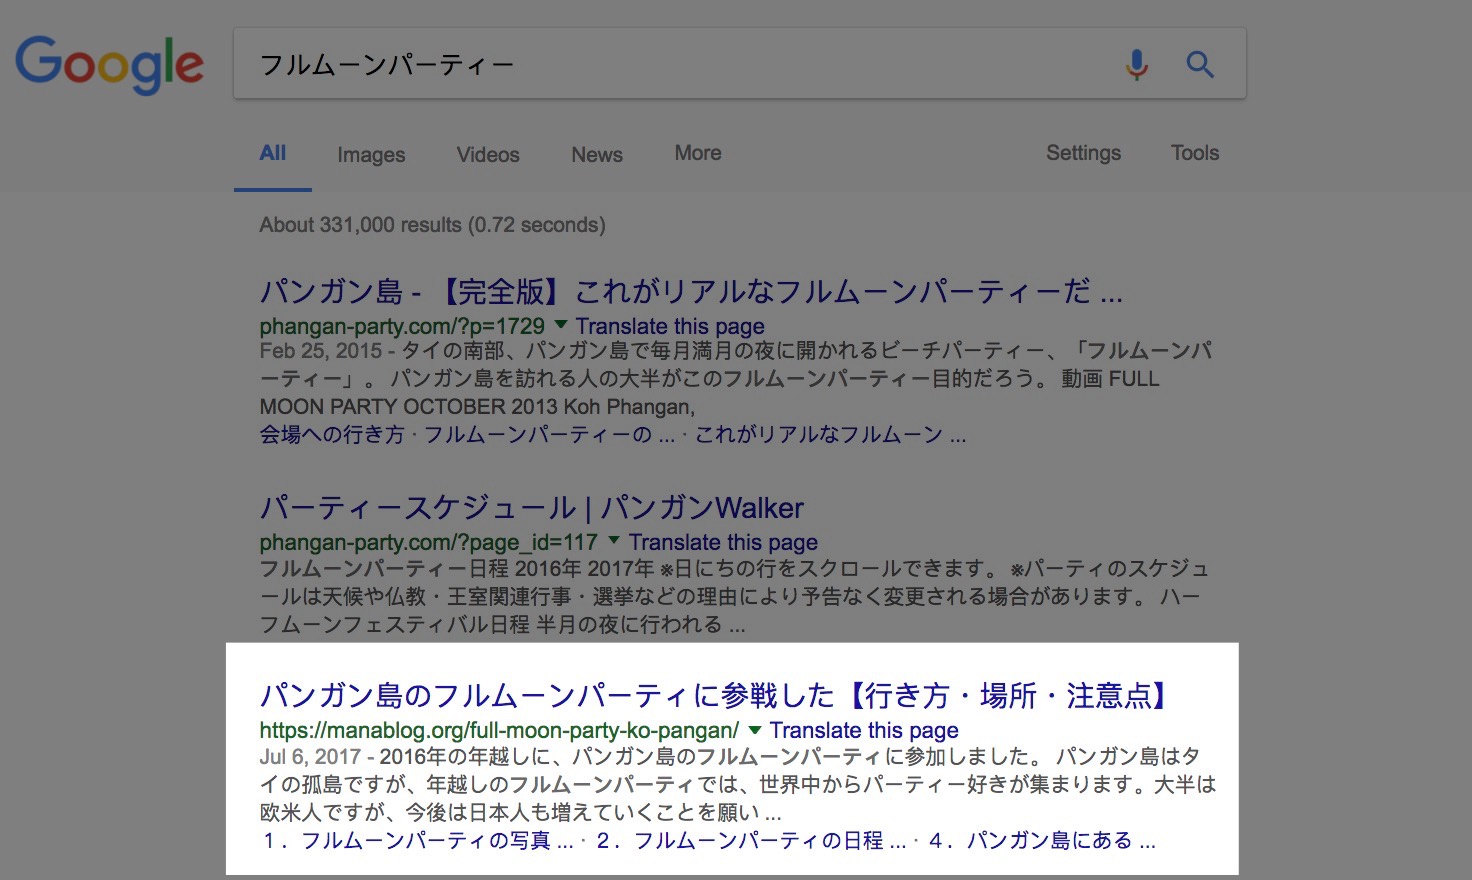 Google
フルムーンパーティー
All Images Videos News More Settings Tools
About 331,000 results (0.72 seconds)
パンガン島 - 【完全版】これがリアルなフルムーンパーティーだ ...
phangan-party.com/?p=1729 ▼ Translate this page
Feb 25, 2015 - タイの南部、パンガン島で毎月満月の夜に開かれるビーチパーティー、「フルムーンパ
ーティー」。 パンガン島を訪れる人の大半がこのフルムーンパーティー目的だろう。 動画 FULL
MOON PARTY OCTOBER 2013 Koh Phangan,
会場への行き方 · フルムーンパーティーの ... · これがリアルなフルムーン ...
パーティースケジュール | パンガンWalker
phangan-party.com/?page_id=117 ▼ Translate this page
フルムーンパーティー日程 2016年 2017年 ※日にちの行をスクロールできます。 ※パーティのスケジュ
ールは天候や仏教・王室関連行事・選挙などの理由により予告なく変更される場合があります。 ハー
フムーンフェスティバル日程 半月の夜に行われる ...
パンガン島のフルムーンパーティに参戦した【行き方・場所・注意点】
https://manablog.org/full-moon-party-ko-pangan/ ▼ Translate this page
Jul 6, 2017 - 2016年の年越しに、パンガン島のフルムーンパーティに参加しました。 パンガン島はタ
イの孤島ですが、年越しのフルムーンパーティでは、世界中からパーティー好きが集まります。大半は
欧米人ですが、今後は日本人も増えていくことを願い ...
１．フルムーンパーティの写真 ... · ２．フルムーンパーティの日程 ... · ４．パンガン島にある ...